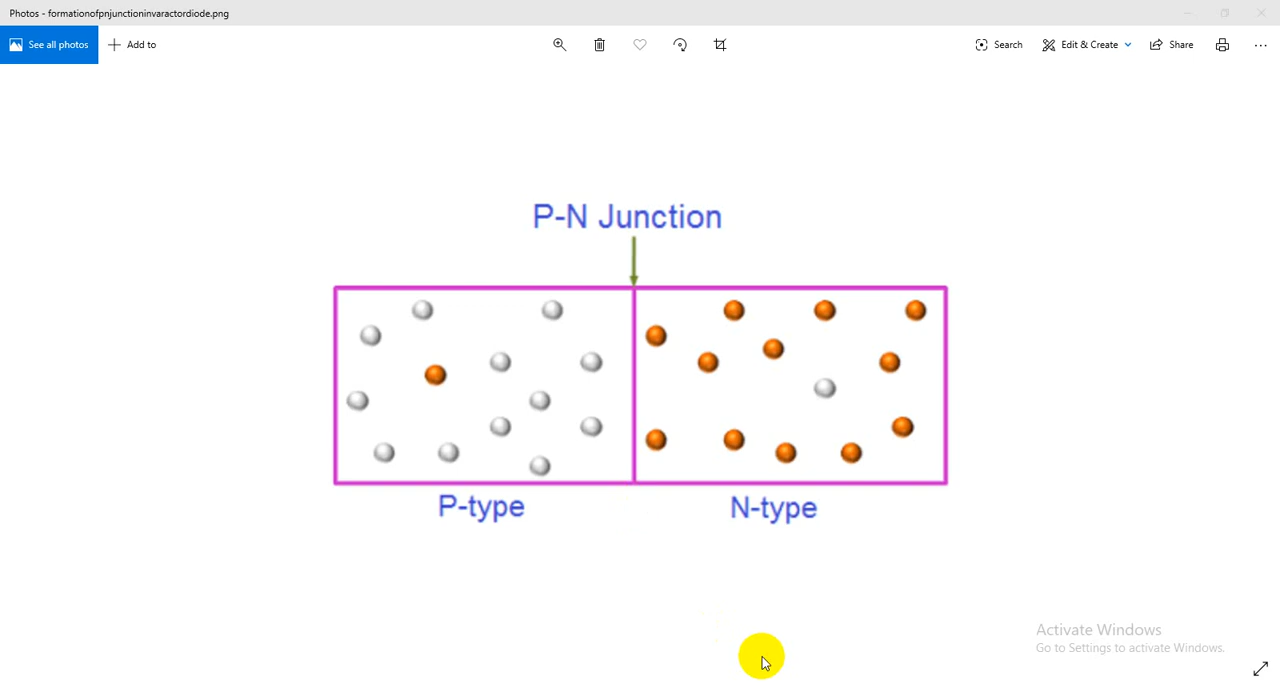 Photos - formationofpnjunctioninvaractordiode.png
See all photos
Add to
Search
Edit & Create
Share
P-N Junction
P-type
N-type
Activate Windows
Go to Settings to activate Windows.